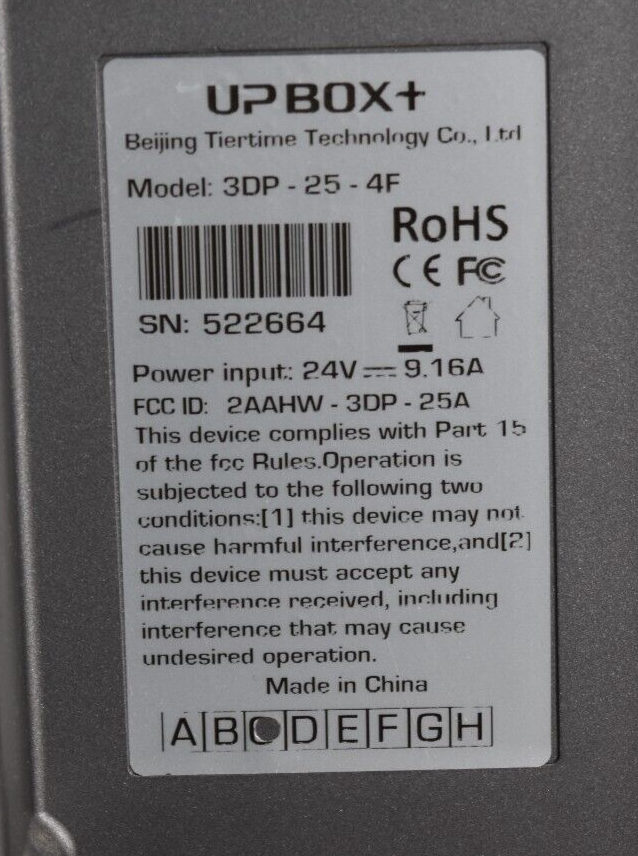 UP BOX+
Beijing Tiertime Technology Co., Ltd
Model: 3DP - 25 - 4F
RoHS
CE FC
SN: 522664
Power input: 24V⎓9.16A
FCC ID: 2AAHW - 3DP - 25A
This device complies with Part 15
of the fcc Rules.Operation is
subjected to the following two
conditions:[1] this device may not
cause harmful interference,and[2]
this device must accept any
interference received, including
interference that may cause
undesired operation.
Made in China
A B C D E F G H